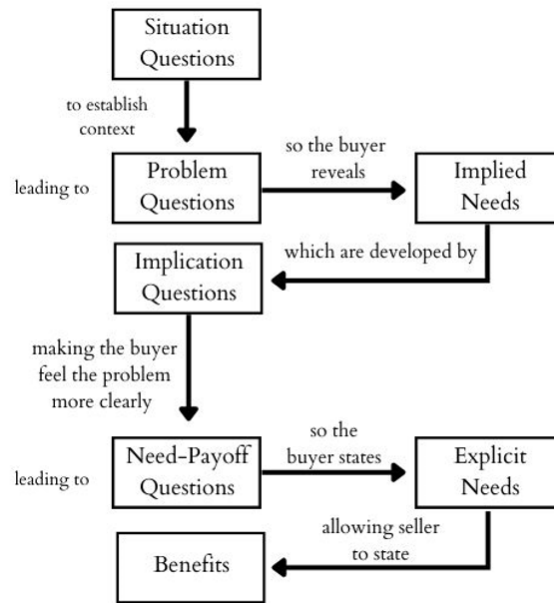 Situation
Questions
to establish
context
leading to
Problem
Questions
so the buyer
reveals
Implied
Needs
which are developed by
Implication
Questions
making the buyer
feel the problem
more clearly
leading to
Need-Payoff
Questions
so the
buyer states
Explicit
Needs
allowing seller
to state
Benefits